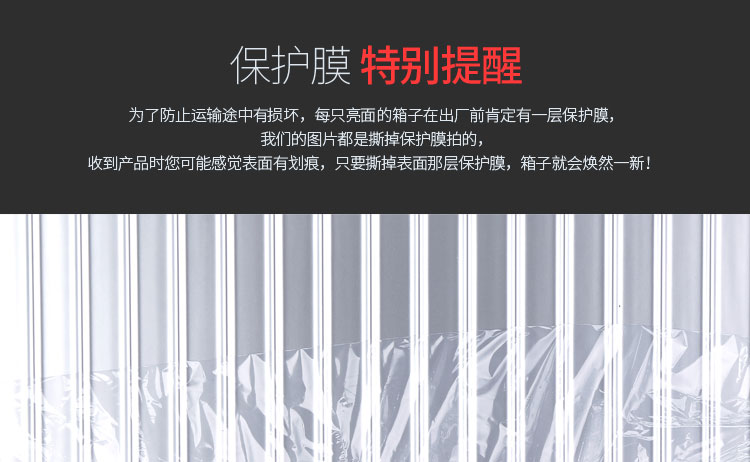 保护膜 特别提醒
为了防止运输途中有损坏，每只亮面的箱子在出厂前肯定有一层保护膜，
我们的图片都是撕掉保护膜拍的，
收到产品时您可能感觉表面有划痕，只要撕掉表面那层保护膜，箱子就会焕然一新！